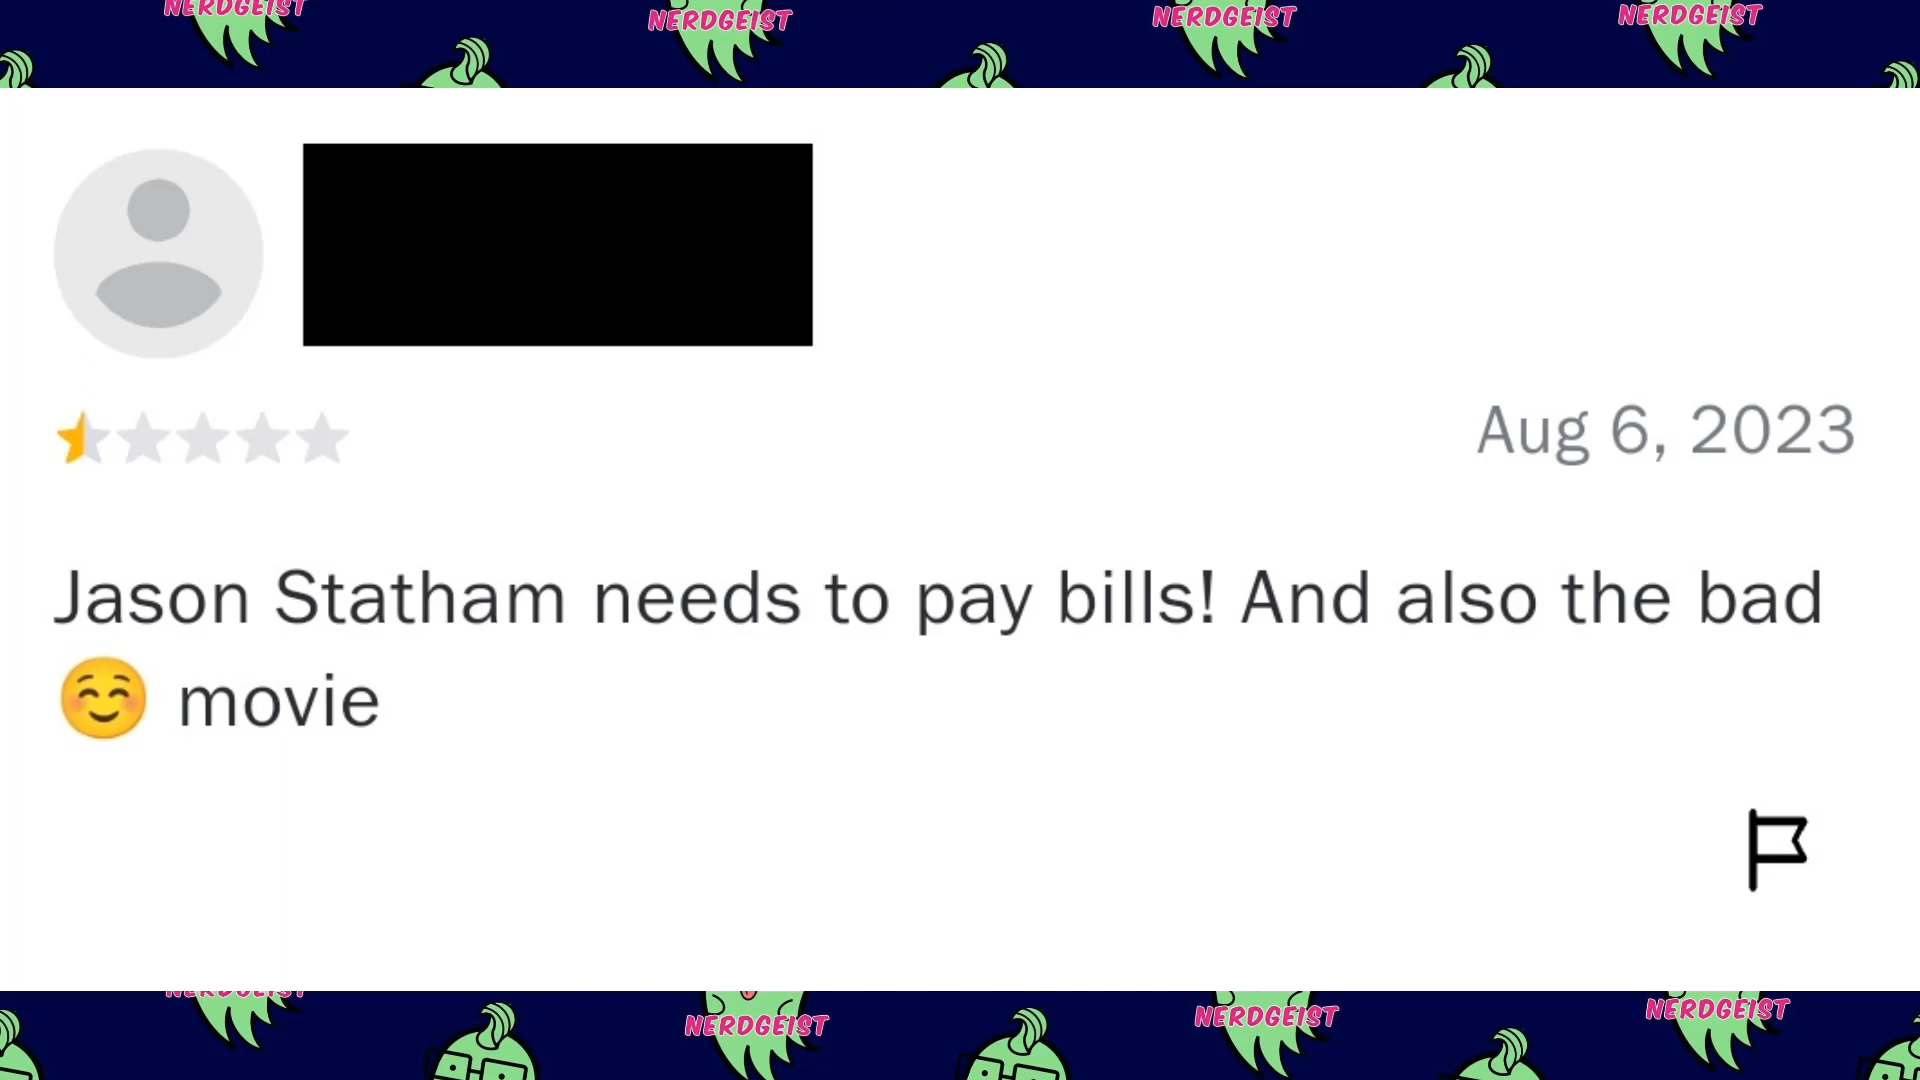 NERDGEIST NERDGEIST NERDGEIST NERDGEIST
Aug 6, 2023
Jason Statham needs to pay bills! And also the bad
☺️ movie
NERDGEIST NERDGEIST NERDGEIST NERDGEIST